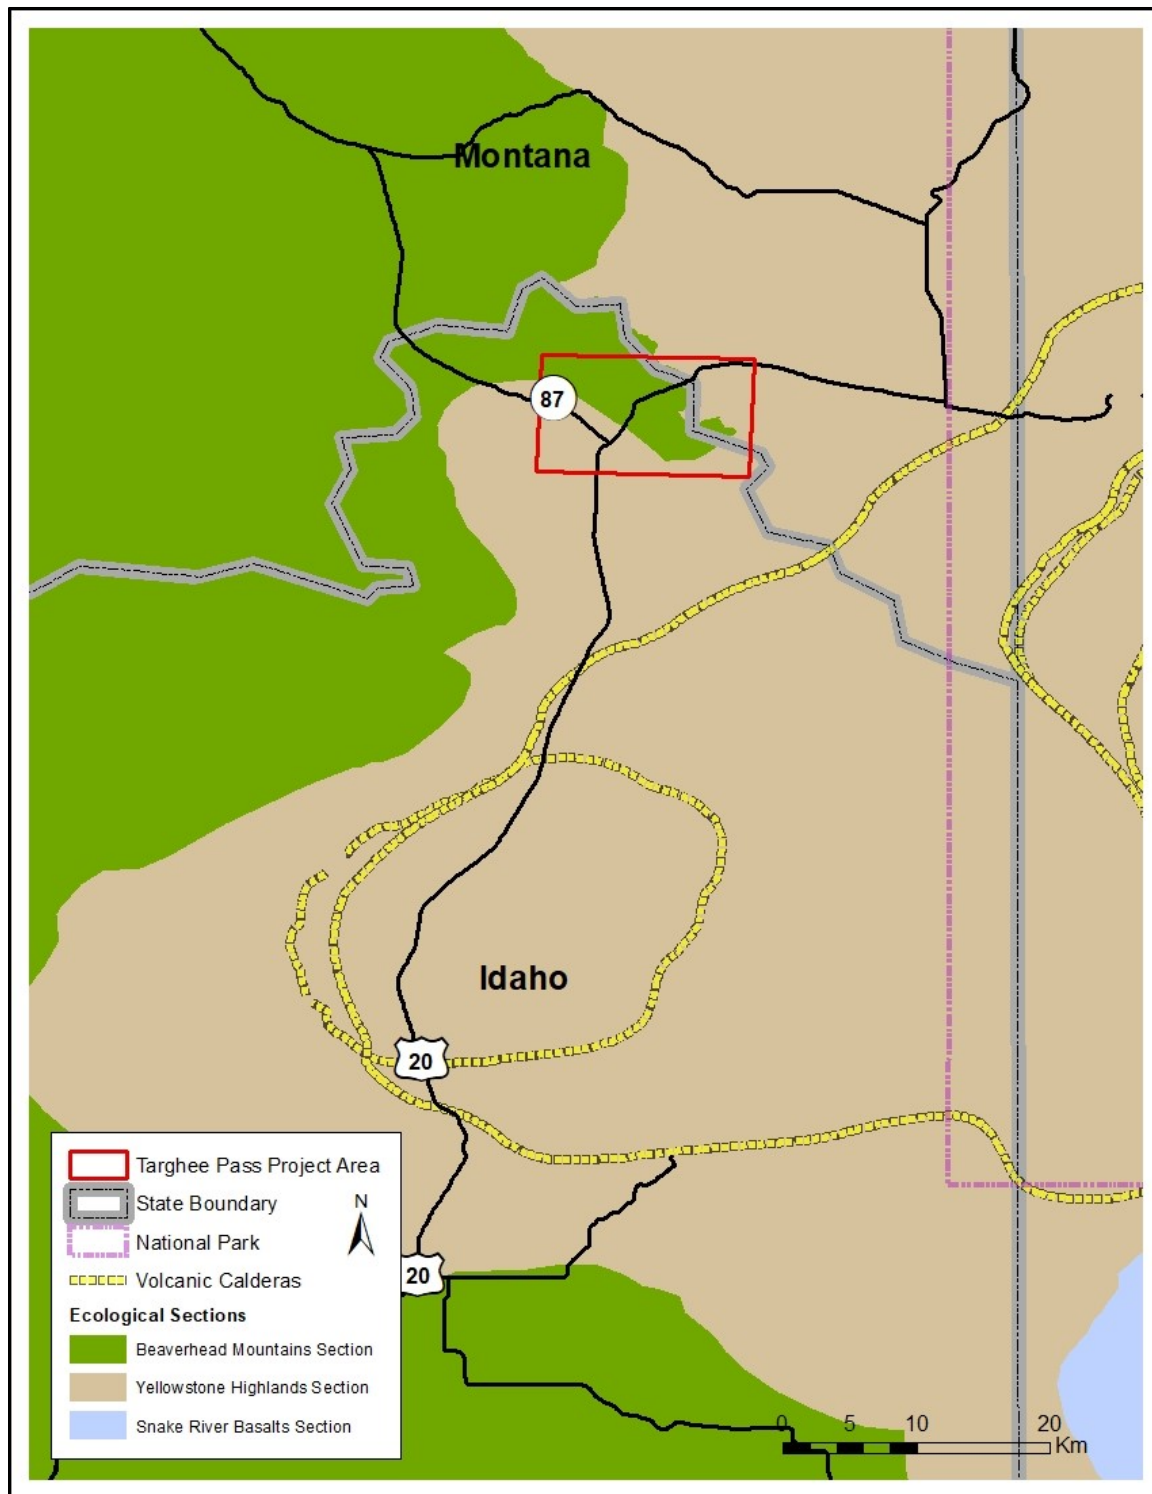 Montana
87
Idaho
20
20
Targhee Pass Project Area
State Boundary
N
National Park
Volcanic Calderas
Ecological Sections
Beaverhead Mountains Section
Yellowstone Highlands Section
Snake River Basalts Section
0 5 10 20
Km